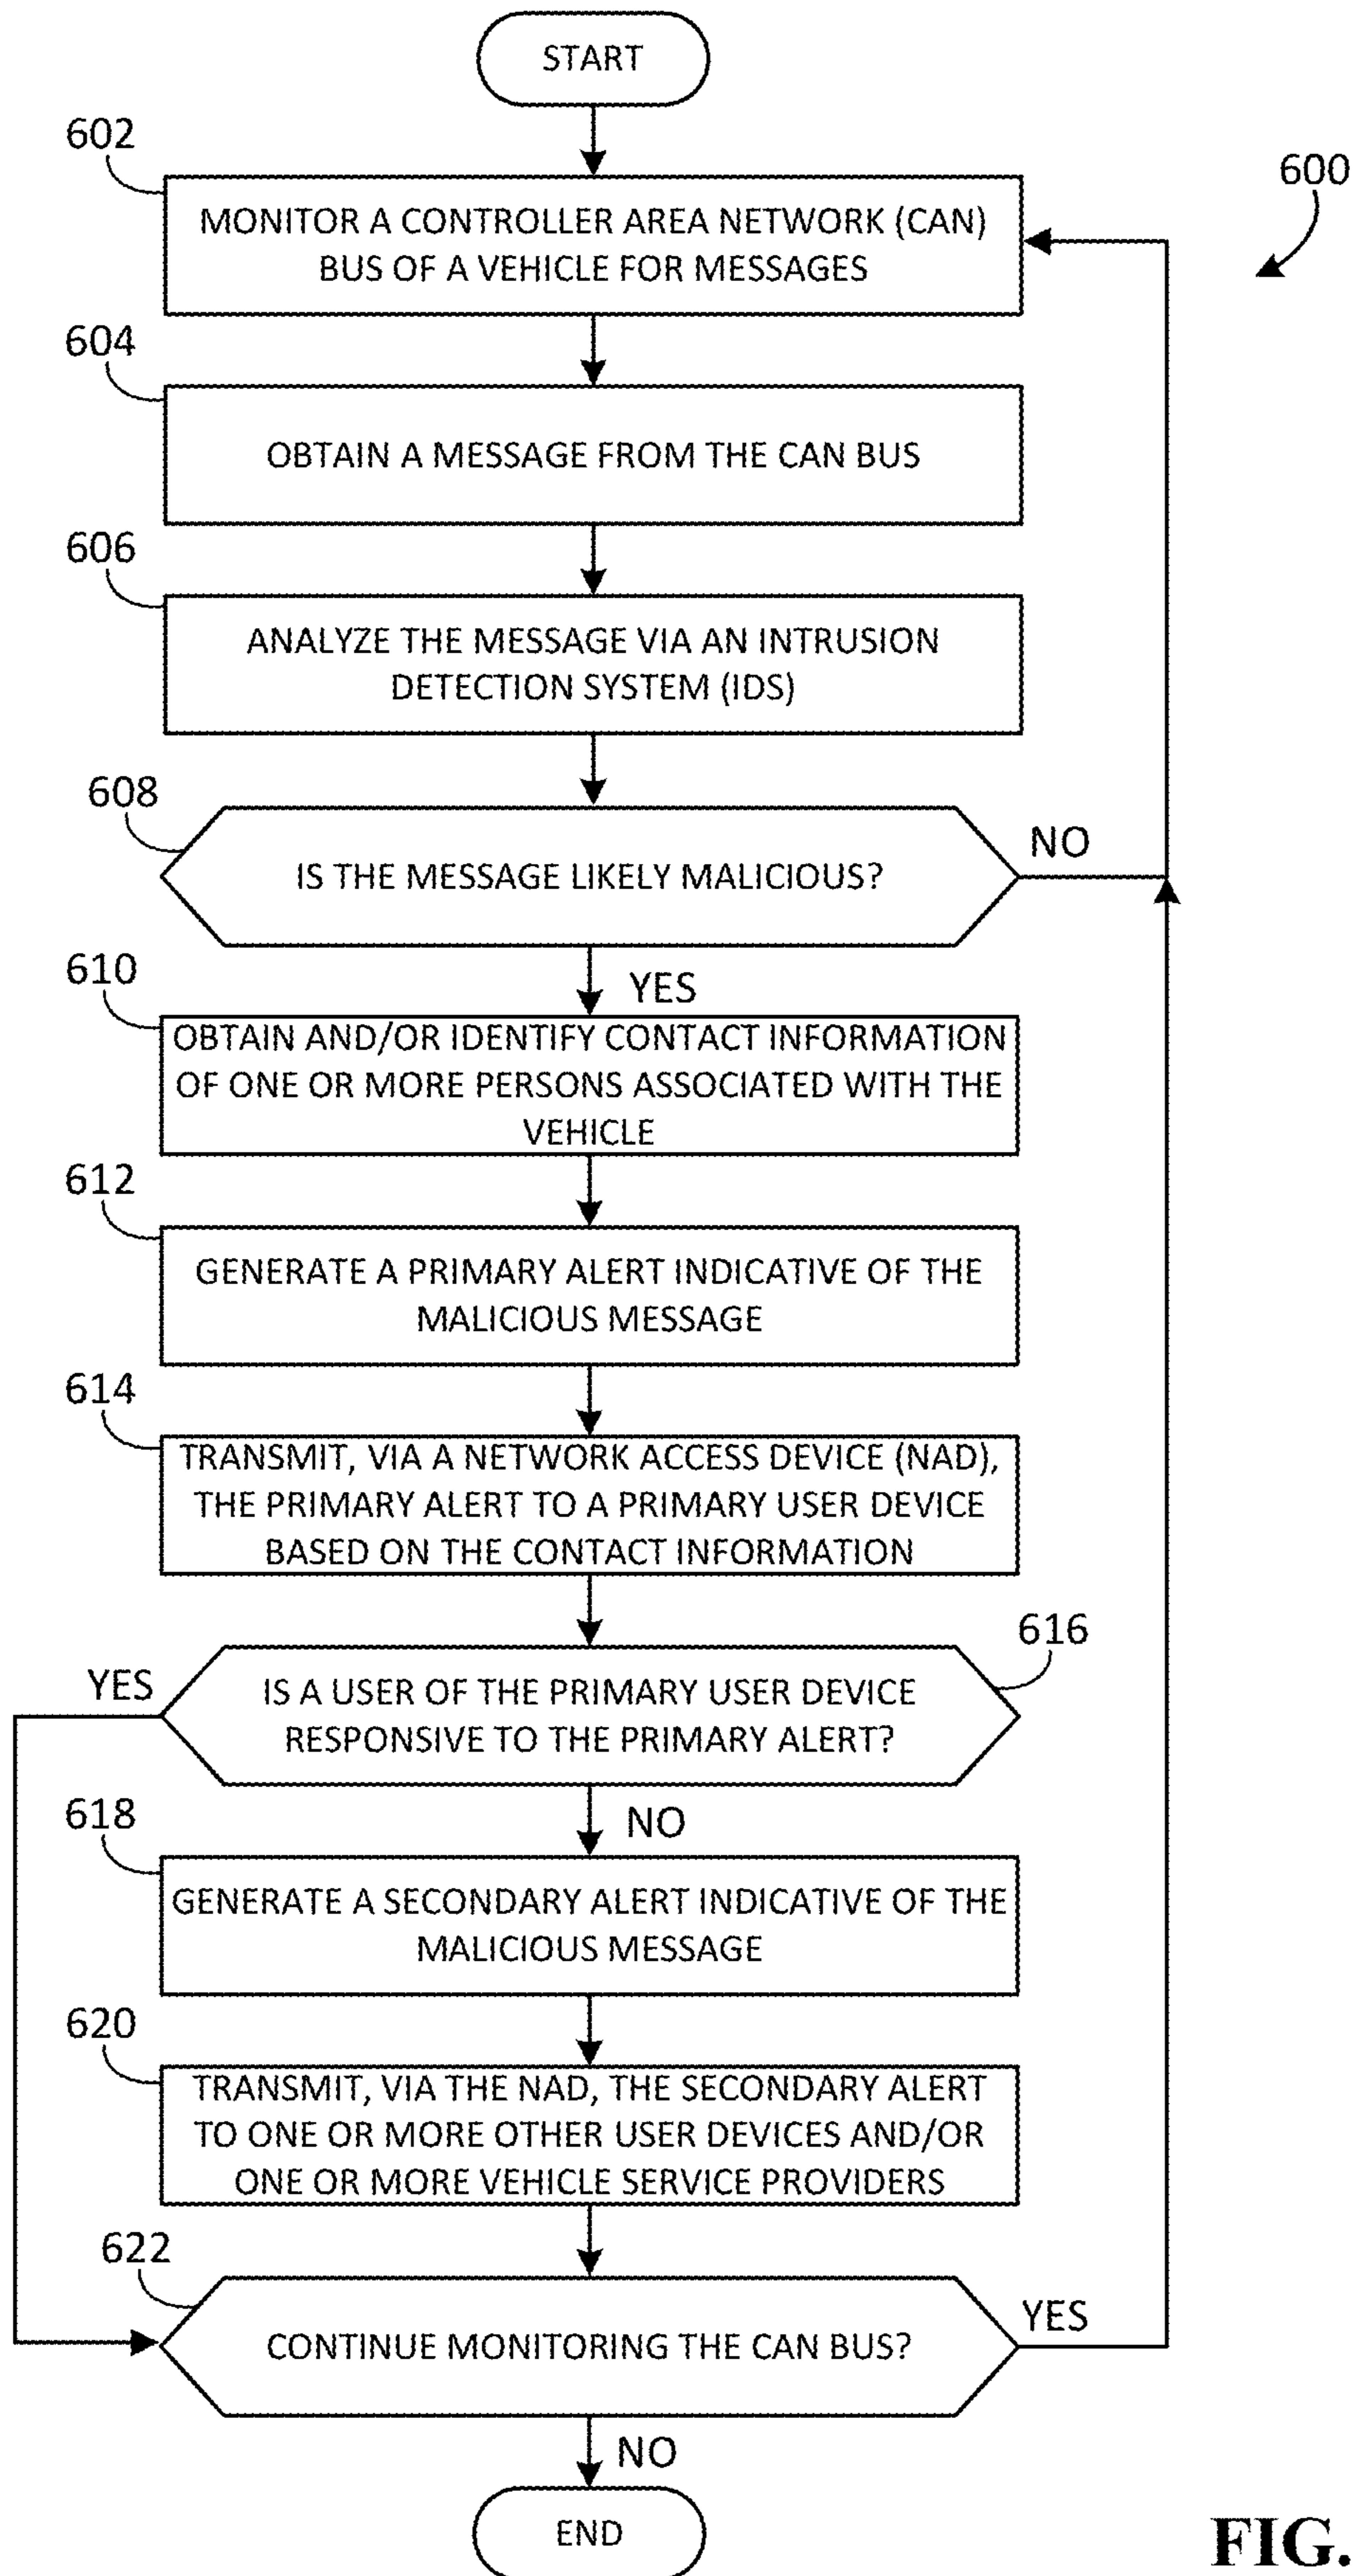 START
602
600
MONITOR A CONTROLLER AREA NETWORK (CAN)
BUS OF A VEHICLE FOR MESSAGES
604
OBTAIN A MESSAGE FROM THE CAN BUS
606
ANALYZE THE MESSAGE VIA AN INTRUSION
DETECTION SYSTEM (IDS)
608
NO
IS THE MESSAGE LIKELY MALICIOUS?
610
YES
OBTAIN AND/OR IDENTIFY CONTACT INFORMATION
OF ONE OR MORE PERSONS ASSOCIATED WITH THE
VEHICLE
612
GENERATE A PRIMARY ALERT INDICATIVE OF THE
MALICIOUS MESSAGE
614
TRANSMIT, VIA A NETWORK ACCESS DEVICE (NAD),
THE PRIMARY ALERT TO A PRIMARY USER DEVICE
BASED ON THE CONTACT INFORMATION
616
YES
IS A USER OF THE PRIMARY USER DEVICE
RESPONSIVE TO THE PRIMARY ALERT?
618
NO
GENERATE A SECONDARY ALERT INDICATIVE OF THE
MALICIOUS MESSAGE
620
TRANSMIT, VIA THE NAD, THE SECONDARY ALERT
TO ONE OR MORE OTHER USER DEVICES AND/OR
ONE OR MORE VEHICLE SERVICE PROVIDERS
622
YES
CONTINUE MONITORING THE CAN BUS?
NO
END
FIG.